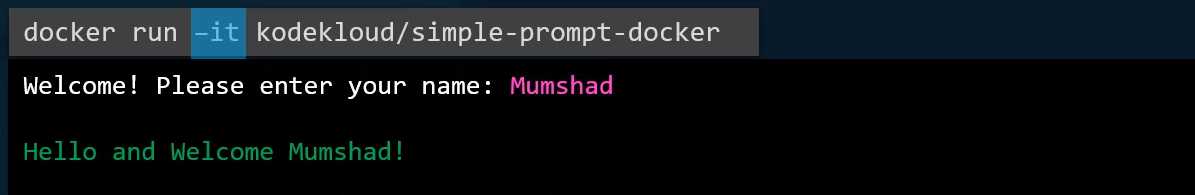 docker run –it kodekloud/simple-prompt-docker
Welcome! Please enter your name: Mumshad
Hello and Welcome Mumshad!